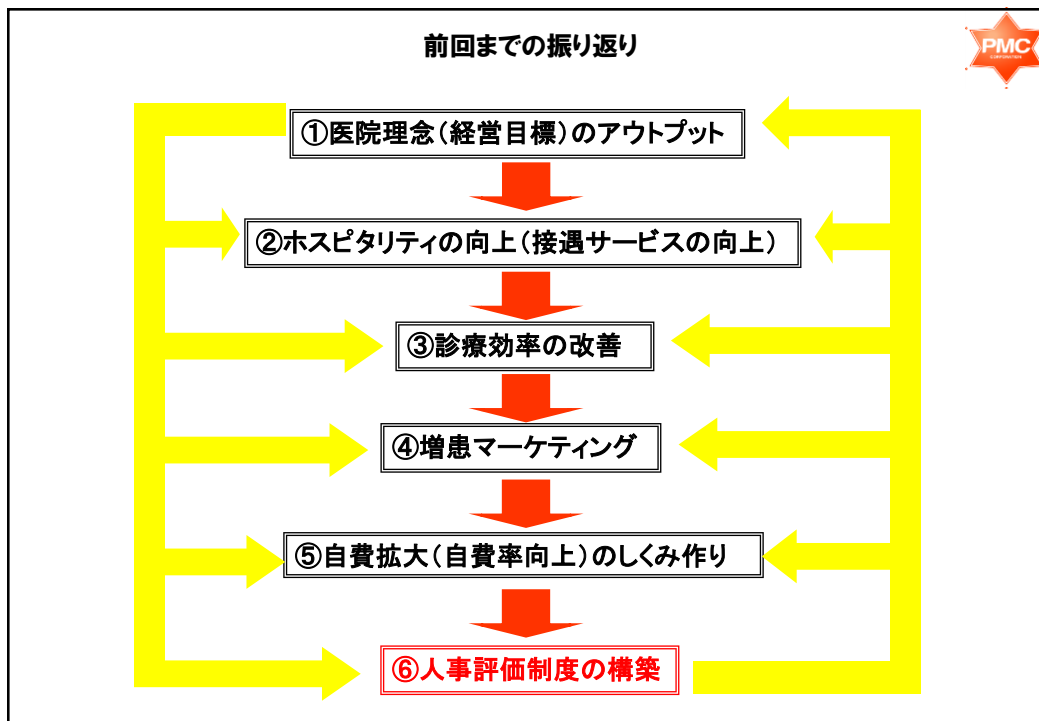 前回までの振り返り
PMC
CORPORATION
①医院理念(経営目標)のアウトプット
②ホスピタリティの向上(接遇サービスの向上)
③診療効率の改善
④増患マーケティング
⑤自費拡大(自費率向上)のしくみ作り
⑥人事評価制度の構築